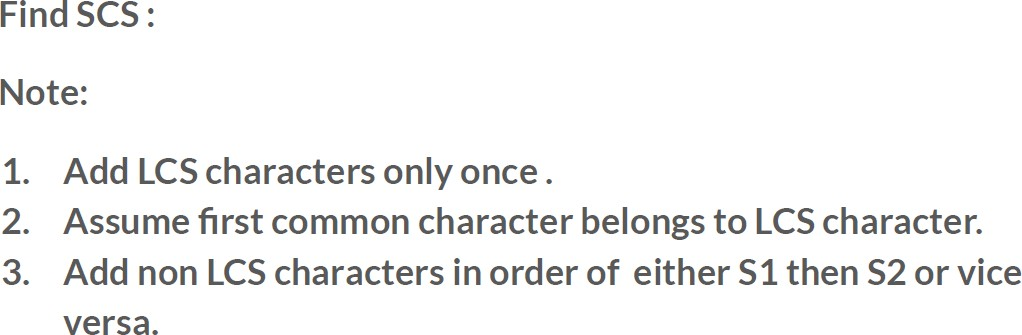 Find SCS :
Note:
1. Add LCS characters only once .
2. Assume first common character belongs to LCS character.
3. Add non LCS characters in order of either S1 then S2 or vice
versa.